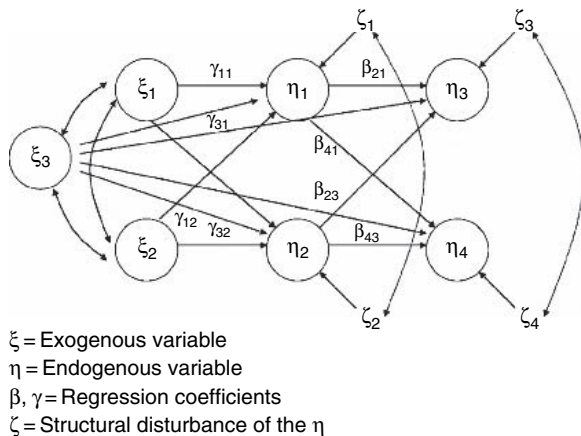 ζ1
ζ3
γ11
β21
ξ1
η1
η3
γ31
ξ3
β41
β23
γ12
γ32
ξ2
η2
β43
η4
ζ2
ζ4
ξ = Exogenous variable
η = Endogenous variable
β, γ = Regression coefficients
ζ = Structural disturbance of the η